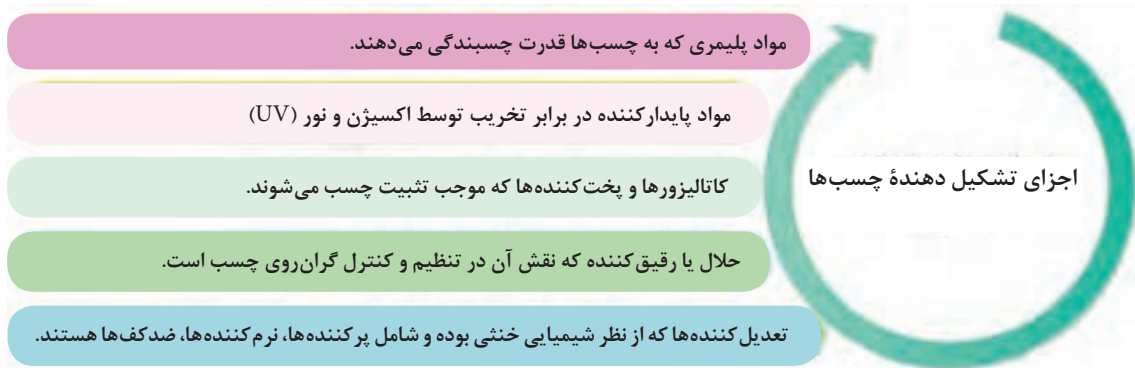 اجزای تشکیل دهندهٔ چسب‌ها
مواد پلیمری که به چسب‌ها قدرت چسبندگی می‌دهند.
مواد پایدارکننده در برابر تخریب توسط اکسیژن و نور (UV)
کاتالیزورها و پخت‌کننده‌ها که موجب تثبیت چسب می‌شوند.
حلال یا رقیق‌کننده که نقش آن در تنظیم و کنترل گران‌روی چسب است.
تعدیل‌کننده‌ها که از نظر شیمیایی خنثی بوده و شامل پرکننده‌ها، نرم‌کننده‌ها، ضدکف‌ها هستند.